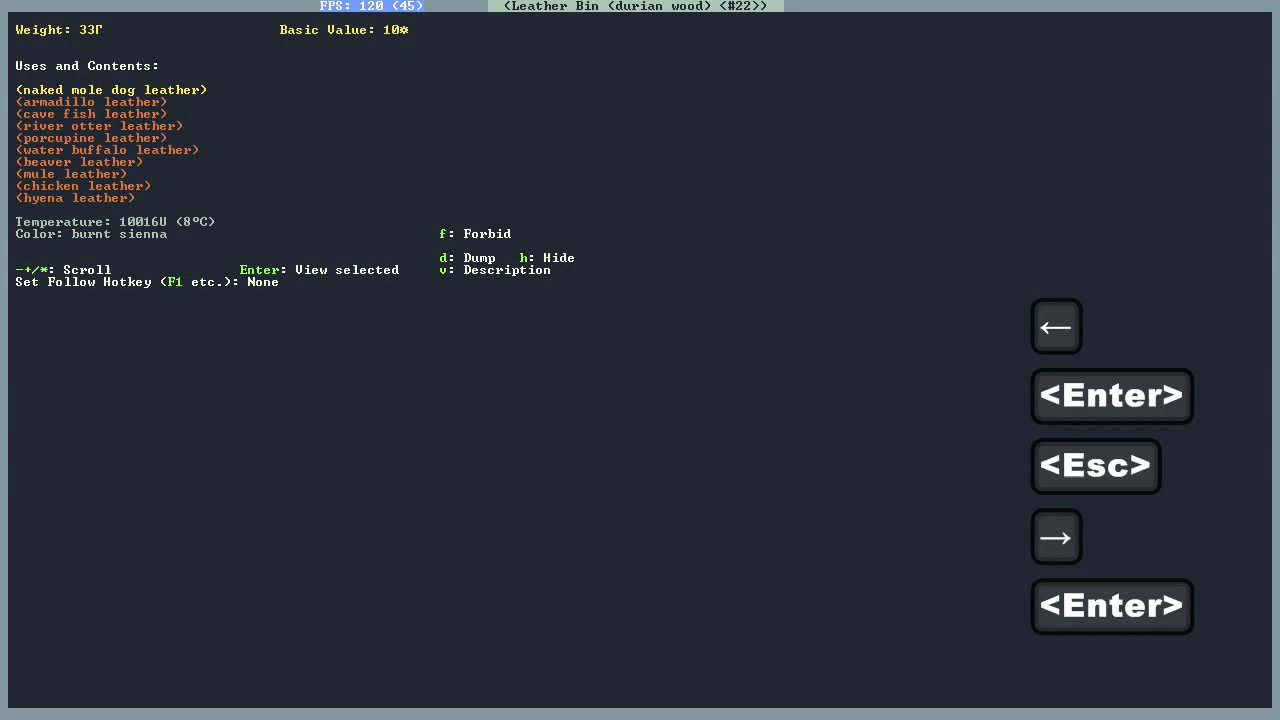 FPS: 120 (45) (Leather Bin (durian wood) <#22>)
Weight: 33Γ Basic Value: 10☼
Uses and Contents:
(naked mole dog leather)
(armadillo leather)
(cave fish leather)
(river otter leather)
(porcupine leather)
(water buffalo leather)
(beaver leather)
(mule leather)
(chicken leather)
(hyena leather)
Temperature: 10016U (8°C)
Color: burnt sienna f: Forbid
d: Dump h: Hide
-+/*: Scroll Enter: View selected v: Description
Set Follow Hotkey (F1 etc.): None
←
<Enter>
<Esc>
→
<Enter>